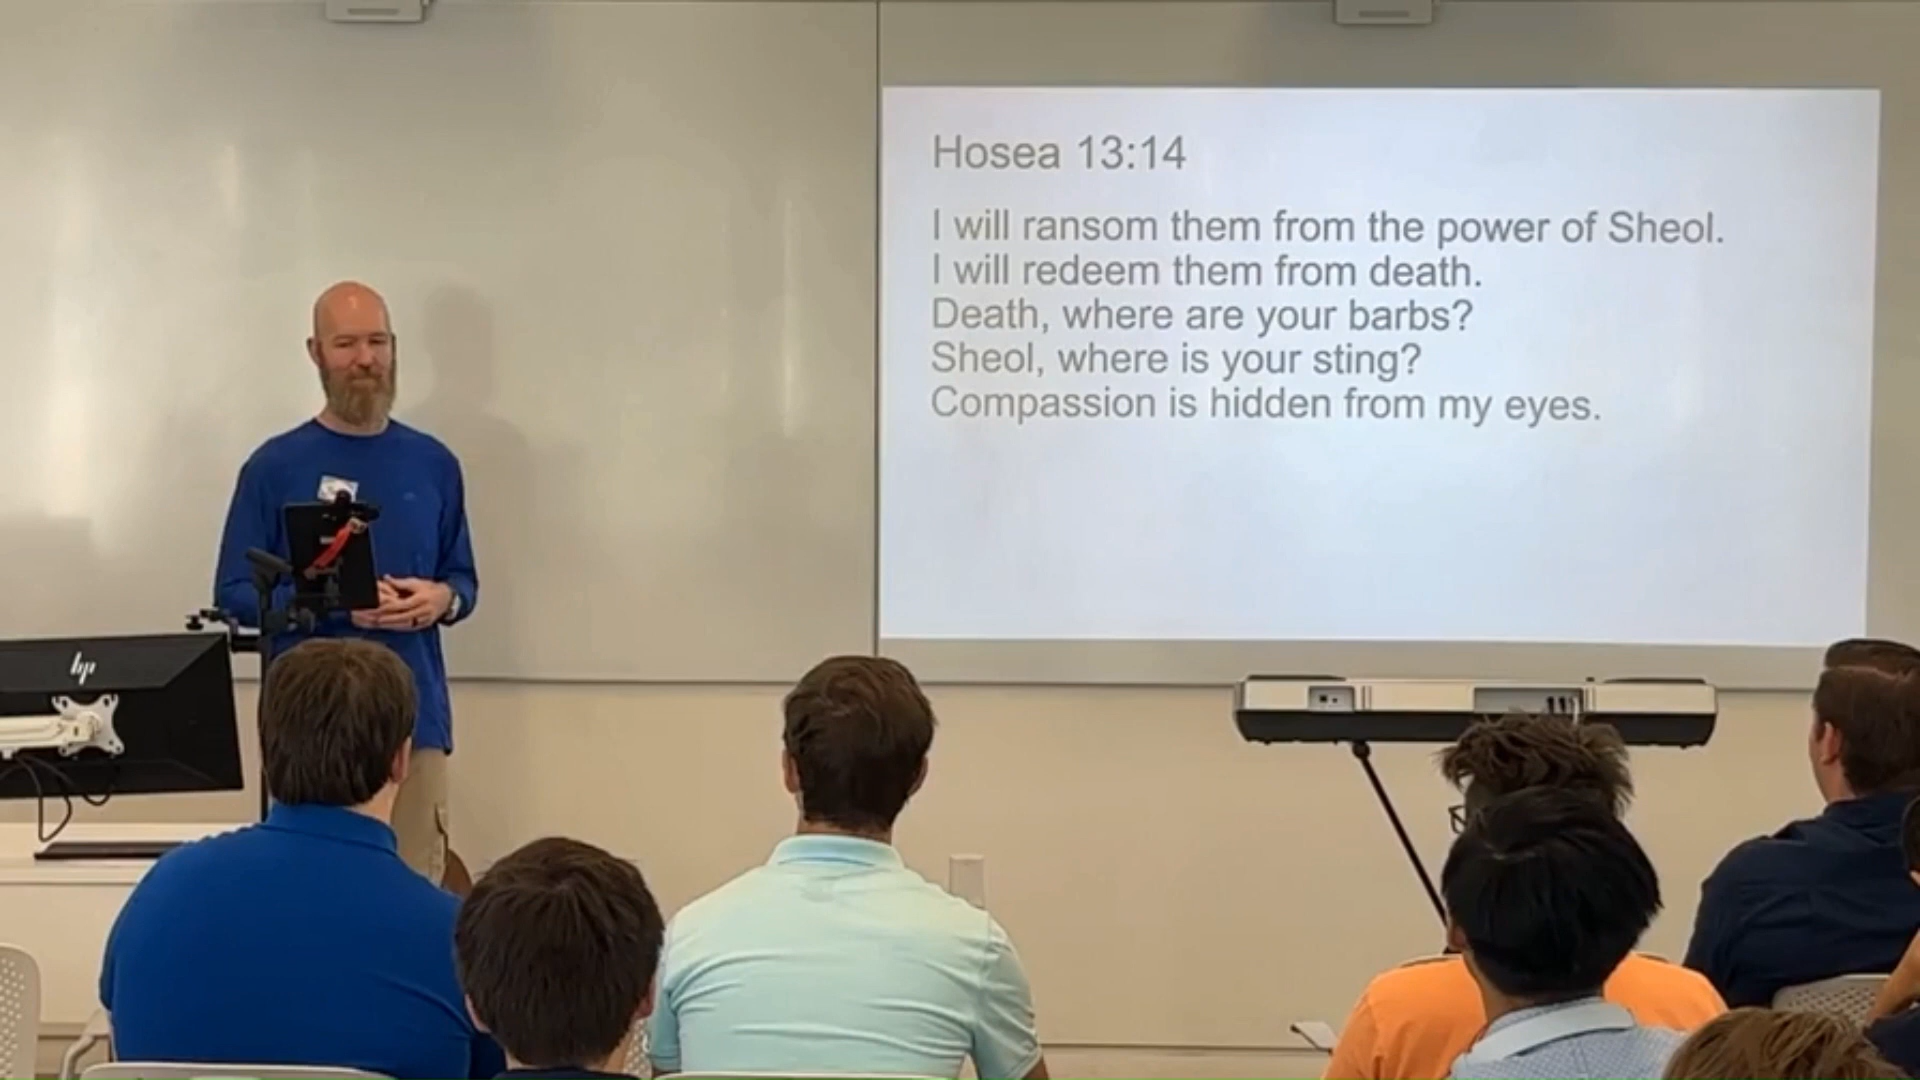 Hosea 13:14
I will ransom them from the power of Sheol.
I will redeem them from death.
Death, where are your barbs?
Sheol, where is your sting?
Compassion is hidden from my eyes.
hp